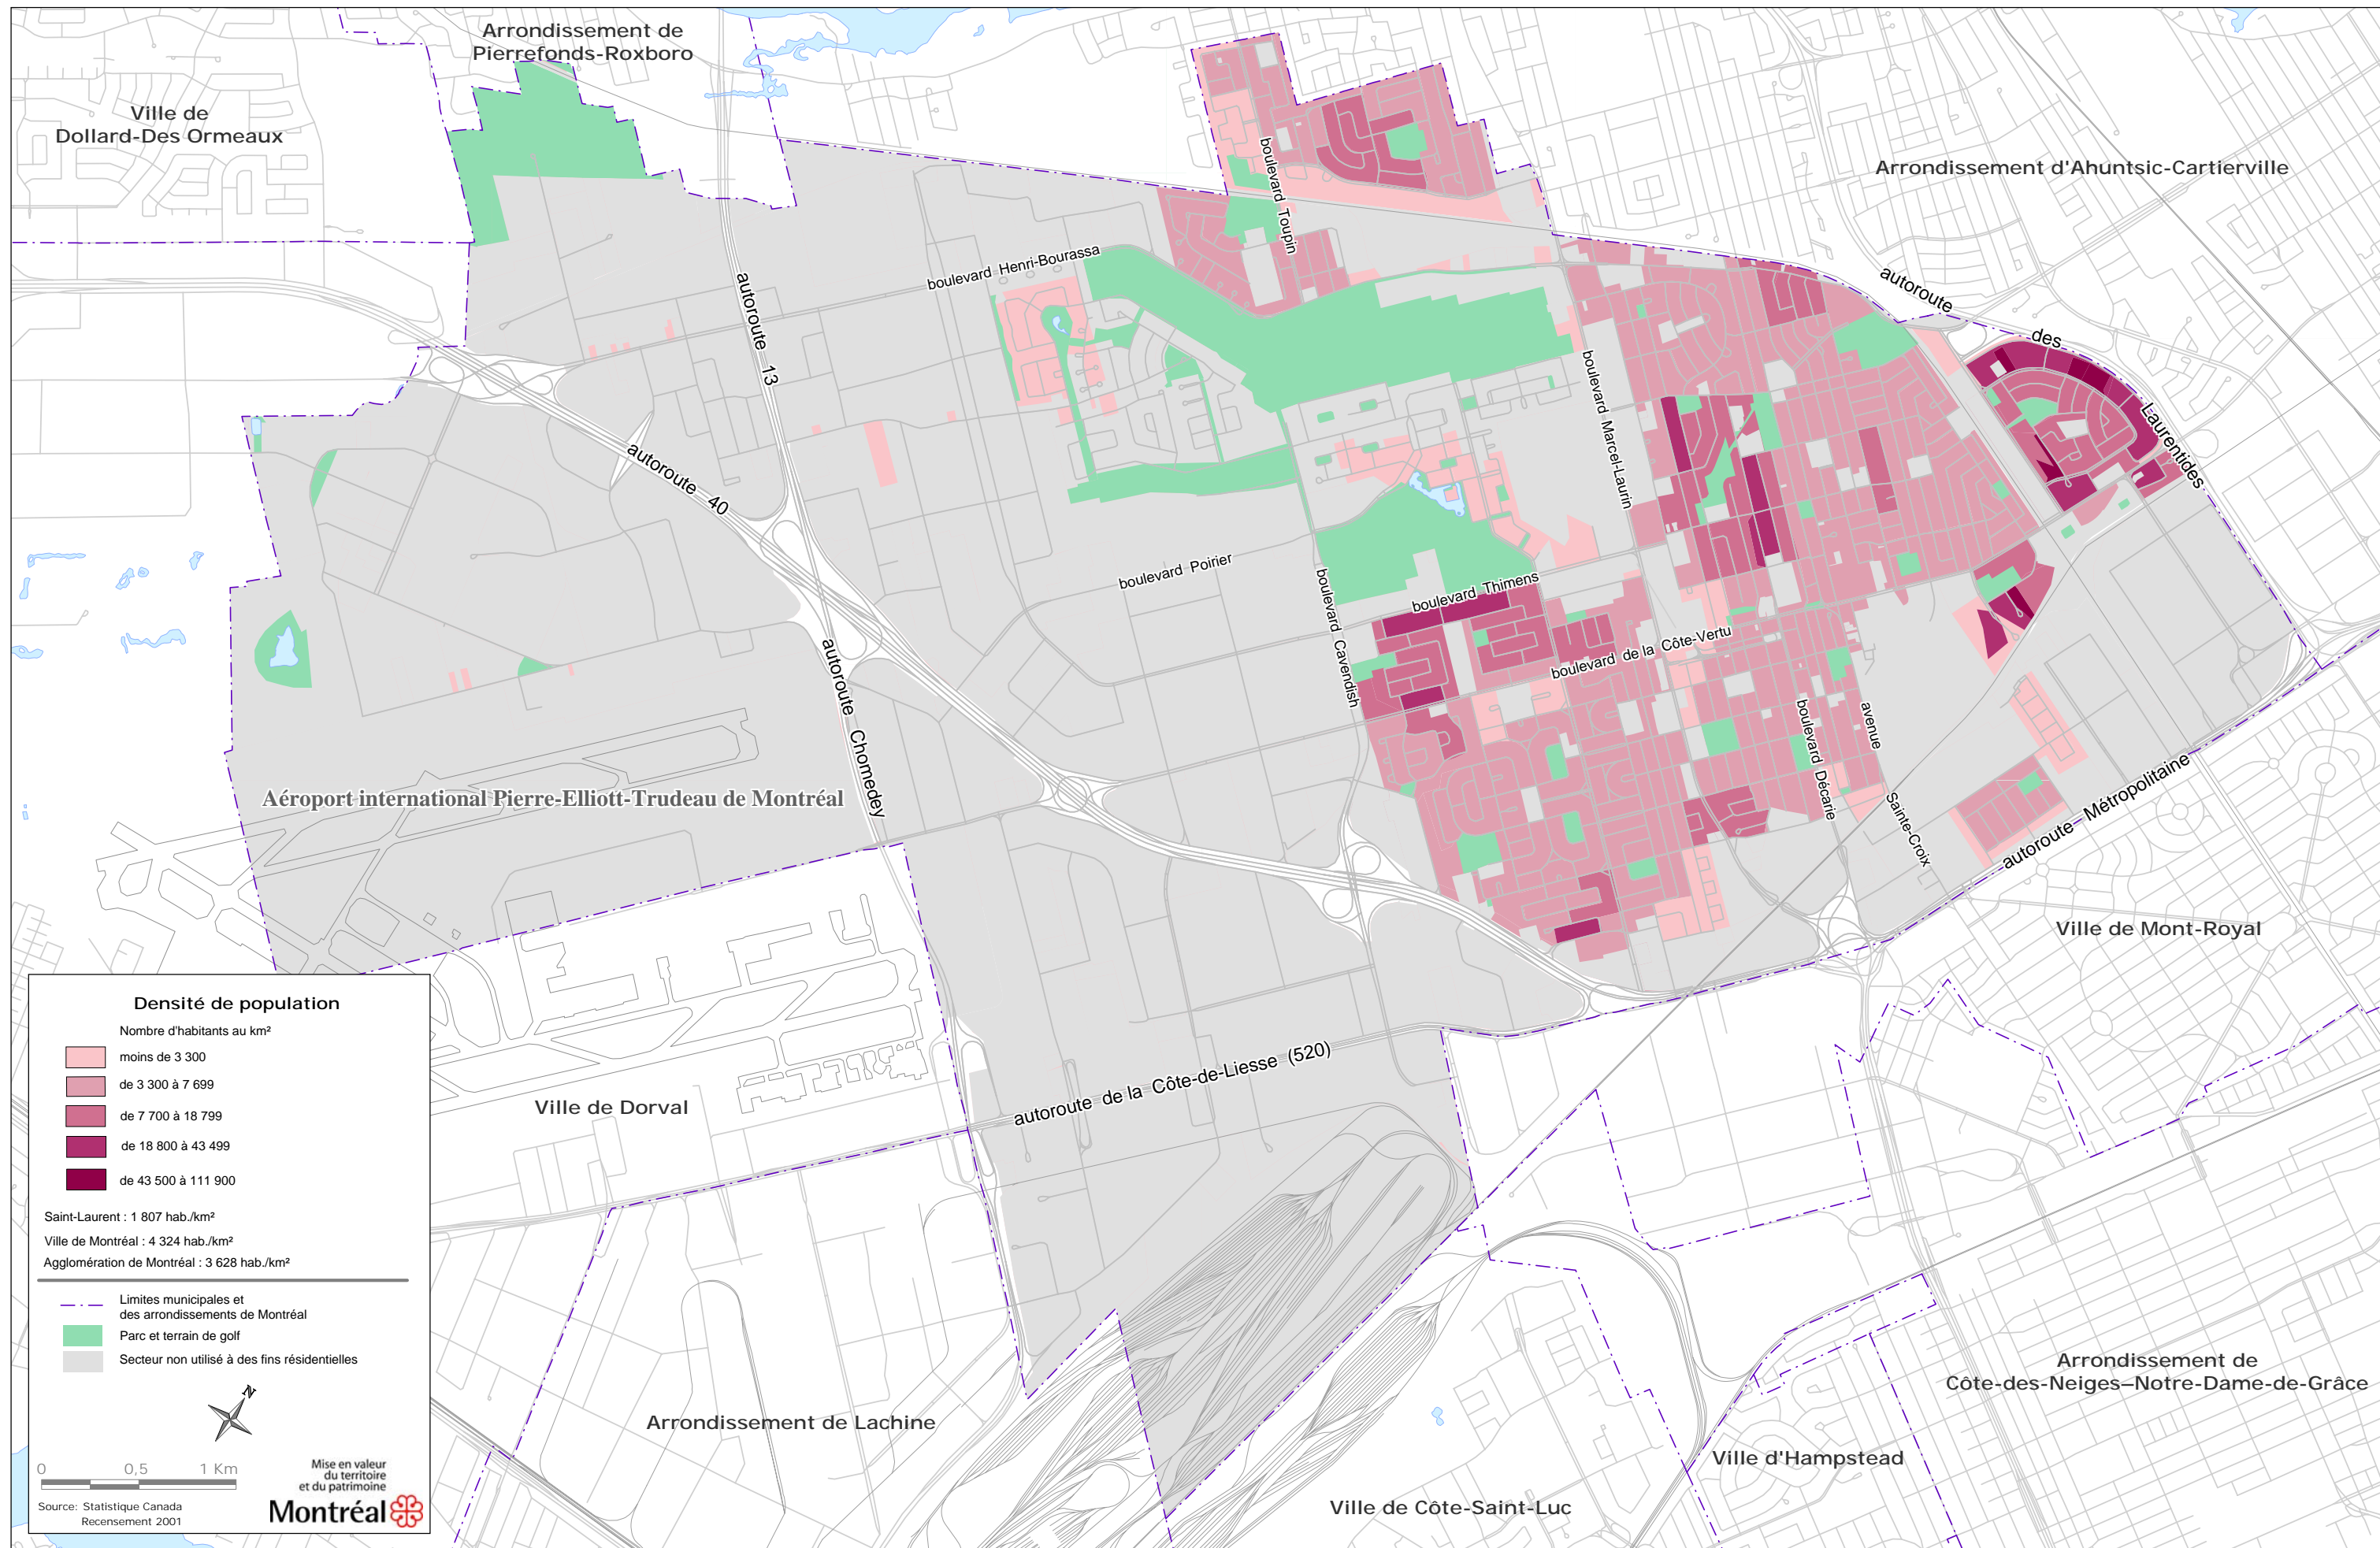 Arrondissement de
Pierrefonds-Roxboro
Ville de
Dollard-Des Ormeaux
Arrondissement d'Ahuntsic-Cartierville
boulevard Toupin
boulevard Henri-Bourassa
autoroute 13
autoroute des Laurentides
autoroute 40
boulevard Marcel-Laurin
boulevard Poirier
boulevard Thimens
boulevard Cavendish
boulevard de la Côte-Vertu
autoroute Chomedey
boulevard Décarie
avenue Sainte-Croix
autoroute Métropolitaine
Aéroport international Pierre-Elliott-Trudeau de Montréal
Ville de Mont-Royal
autoroute de la Côte-de-Liesse (520)
Ville de Dorval
Arrondissement de Lachine
Ville de Côte-Saint-Luc
Ville d'Hampstead
Arrondissement de
Côte-des-Neiges–Notre-Dame-de-Grâce
Densité de population
Nombre d'habitants au km²
moins de 3 300
de 3 300 à 7 699
de 7 700 à 18 799
de 18 800 à 43 499
de 43 500 à 111 900
Saint-Laurent : 1 807 hab./km²
Ville de Montréal : 4 324 hab./km²
Agglomération de Montréal : 3 628 hab./km²
Limites municipales et
des arrondissements de Montréal
Parc et terrain de golf
Secteur non utilisé à des fins résidentielles
N
0 0,5 1 Km
Source: Statistique Canada
Recensement 2001
Mise en valeur
du territoire
et du patrimoine
Montréal